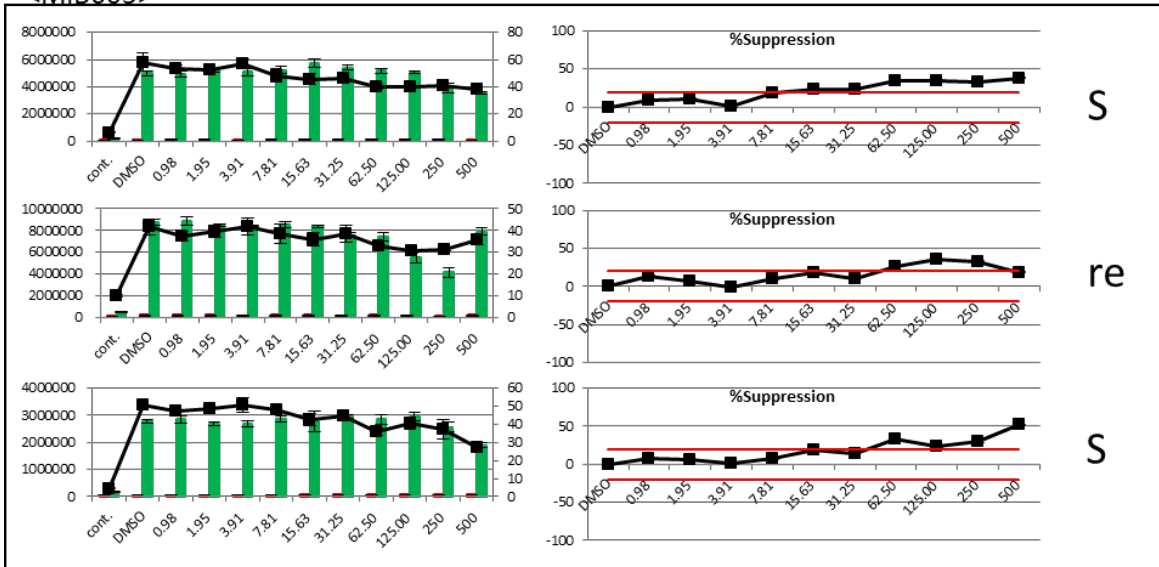 8000000 80 100
%Suppression
6000000 60 50
4000000 40 0
2000000 20 -50
0 0 -100
cont. DMSO 0.98 1.95 3.91 7.81 15.63 31.25 62.50 125.00 250 500
DMSO 0.98 1.95 3.91 7.81 15.63 31.25 62.50 125.00 250 500
S
10000000 50 100
%Suppression
8000000 40 50
6000000 30 0
4000000 20 -50
2000000 10 -100
0 0
cont. DMSO 0.98 1.95 3.91 7.81 15.63 31.25 62.50 125.00 250 500
DMSO 0.98 1.95 3.91 7.81 15.63 31.25 62.50 125.00 250 500
re
4000000 60 100
%Suppression
3000000 50 50
2000000 40 0
1000000 30 -50
0 20 -100
10
0
cont. DMSO 0.98 1.95 3.91 7.81 15.63 31.25 62.50 125.00 250 500
DMSO 0.98 1.95 3.91 7.81 15.63 31.25 62.50 125.00 250 500
S